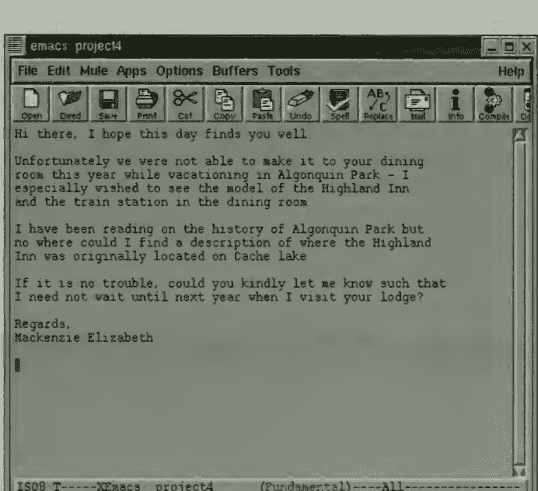 emacs project4
File Edit Mule Apps Options Buffers Tools Help
Open Dired Save Print Cut Copy Paste Undo Spell Replace Mail Info Compile
Hi there, I hope this day finds you well
Unfortunately we were not able to make it to your dining
room this year while vacationing in Algonquin Park - I
especially wished to see the model of the Highland Inn
and the train station in the dining room
I have been reading on the history of Algonquin Park but
no where could I find a description of where the Highland
Inn was originally located on Cache lake
If it is no trouble, could you kindly let me know such that
I need not wait until next year when I visit your lodge?
Regards,
Mackenzie Elizabeth
ISO8 T-----XEmacs project4 (Fundamental)----All----------------